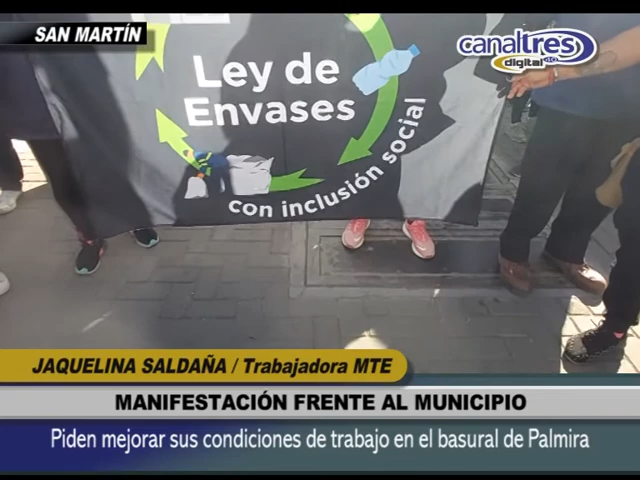 SAN MARTÍN
canaltres
digital
Ley de
Envases
con inclusión social
JAQUELINA SALDAÑA / Trabajadora MTE
MANIFESTACIÓN FRENTE AL MUNICIPIO
Piden mejorar sus condiciones de trabajo en el basural de Palmira